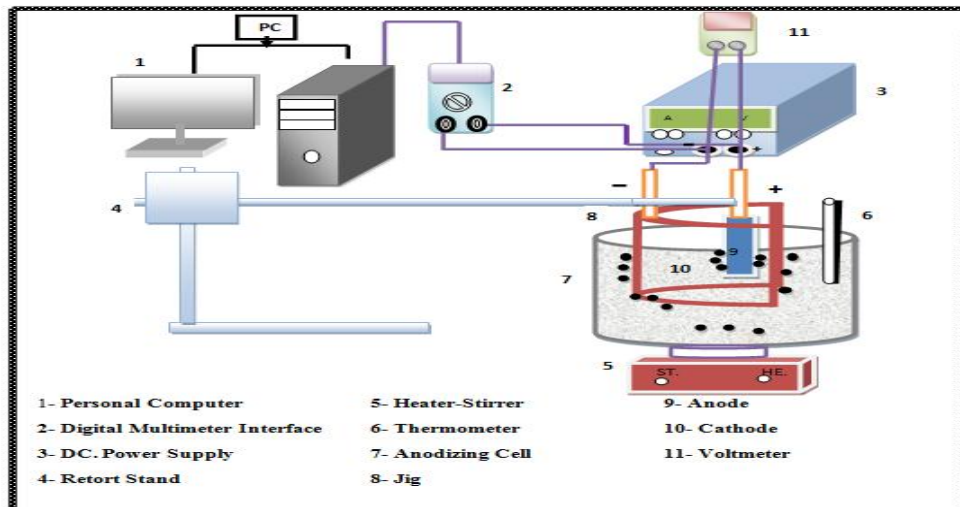 PC
1
2
11
3
A V
- +
4
- +
8
6
9
10
7
5
ST. HE.
1- Personal Computer
5- Heater-Stirrer
9- Anode
2- Digital Multimeter Interface
6- Thermometer
10- Cathode
3- DC. Power Supply
7- Anodizing Cell
11- Voltmeter
4- Retort Stand
8- Jig